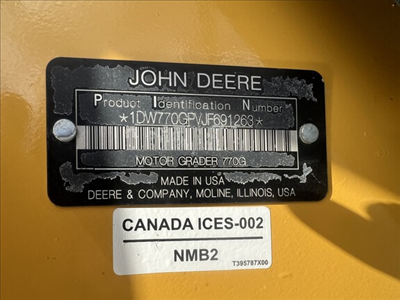 JOHN DEERE
Product Identification Number
*1DW770GPVJF691263*
MOTOR GRADER 770G
MADE IN USA
DEERE & COMPANY, MOLINE, ILLINOIS, USA
CANADA ICES-002
NMB2
T395787X00